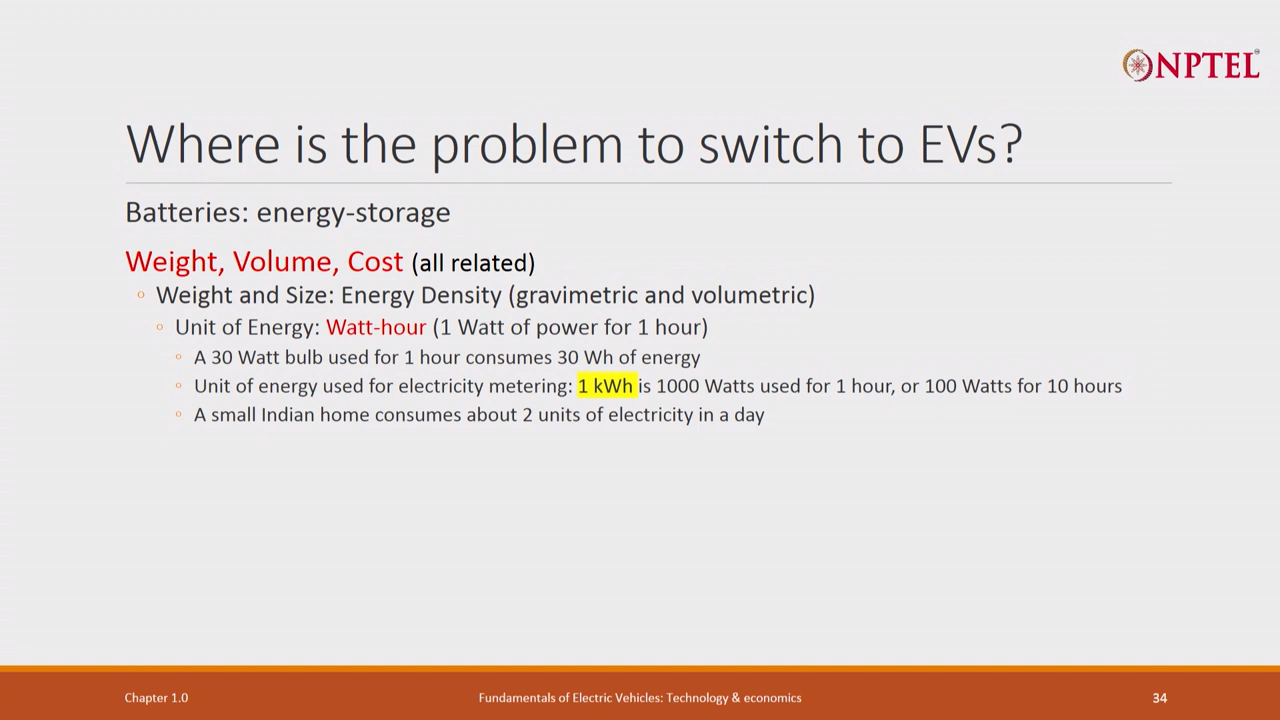 NPTEL
Where is the problem to switch to EVs?
Batteries: energy-storage
Weight, Volume, Cost (all related)
◦ Weight and Size: Energy Density (gravimetric and volumetric)
◦ Unit of Energy: Watt-hour (1 Watt of power for 1 hour)
◦ A 30 Watt bulb used for 1 hour consumes 30 Wh of energy
◦ Unit of energy used for electricity metering: 1 kWh is 1000 Watts used for 1 hour, or 100 Watts for 10 hours
◦ A small Indian home consumes about 2 units of electricity in a day
Chapter 1.0
Fundamentals of Electric Vehicles: Technology & economics
34